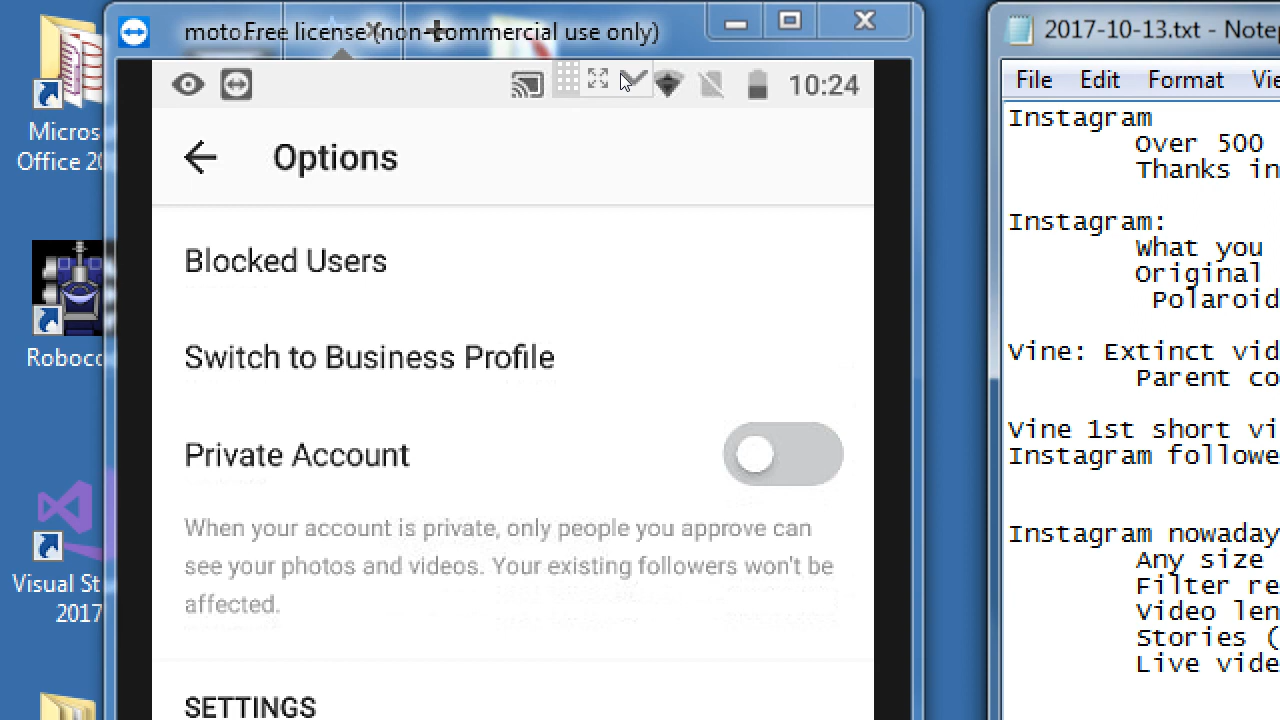 Micros
Office 20
Roboco
Visual St
2017
motoFree license (non-commercial use only)
10:24
Options
Blocked Users
Switch to Business Profile
Private Account
When your account is private, only people you approve can
see your photos and videos. Your existing followers won't be
affected.
SETTINGS
2017-10-13.txt - Notep
File Edit Format Vie
Instagram
Over 500
Thanks in
Instagram:
What you
Original
Polaroid
Vine: Extinct vid
Parent co
Vine 1st short vi
Instagram followe
Instagram nowaday
Any size
Filter re
Video len
Stories (
Live vide